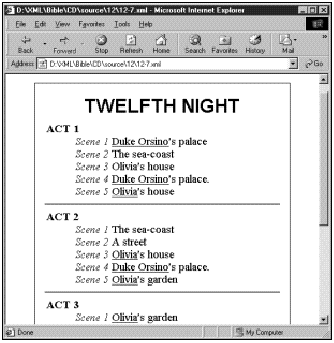 D:\XML\Bible\CD\source\12\12-7.xml - Microsoft Internet Explorer
File Edit View Favorites Tools Help
Back Forward Stop Refresh Home Search Favorites History Mail
Address D:\XML\Bible\CD\source\12\12-7.xml Go
TWELFTH NIGHT
ACT 1
Scene 1 Duke Orsino's palace
Scene 2 The sea-coast
Scene 3 Olivia's house
Scene 4 Duke Orsino's palace.
Scene 5 Olivia's house
ACT 2
Scene 1 The sea-coast
Scene 2 A street
Scene 3 Olivia's house
Scene 4 Duke Orsino's palace.
Scene 5 Olivia's garden
ACT 3
Scene 1 Olivia's garden
Done My Computer